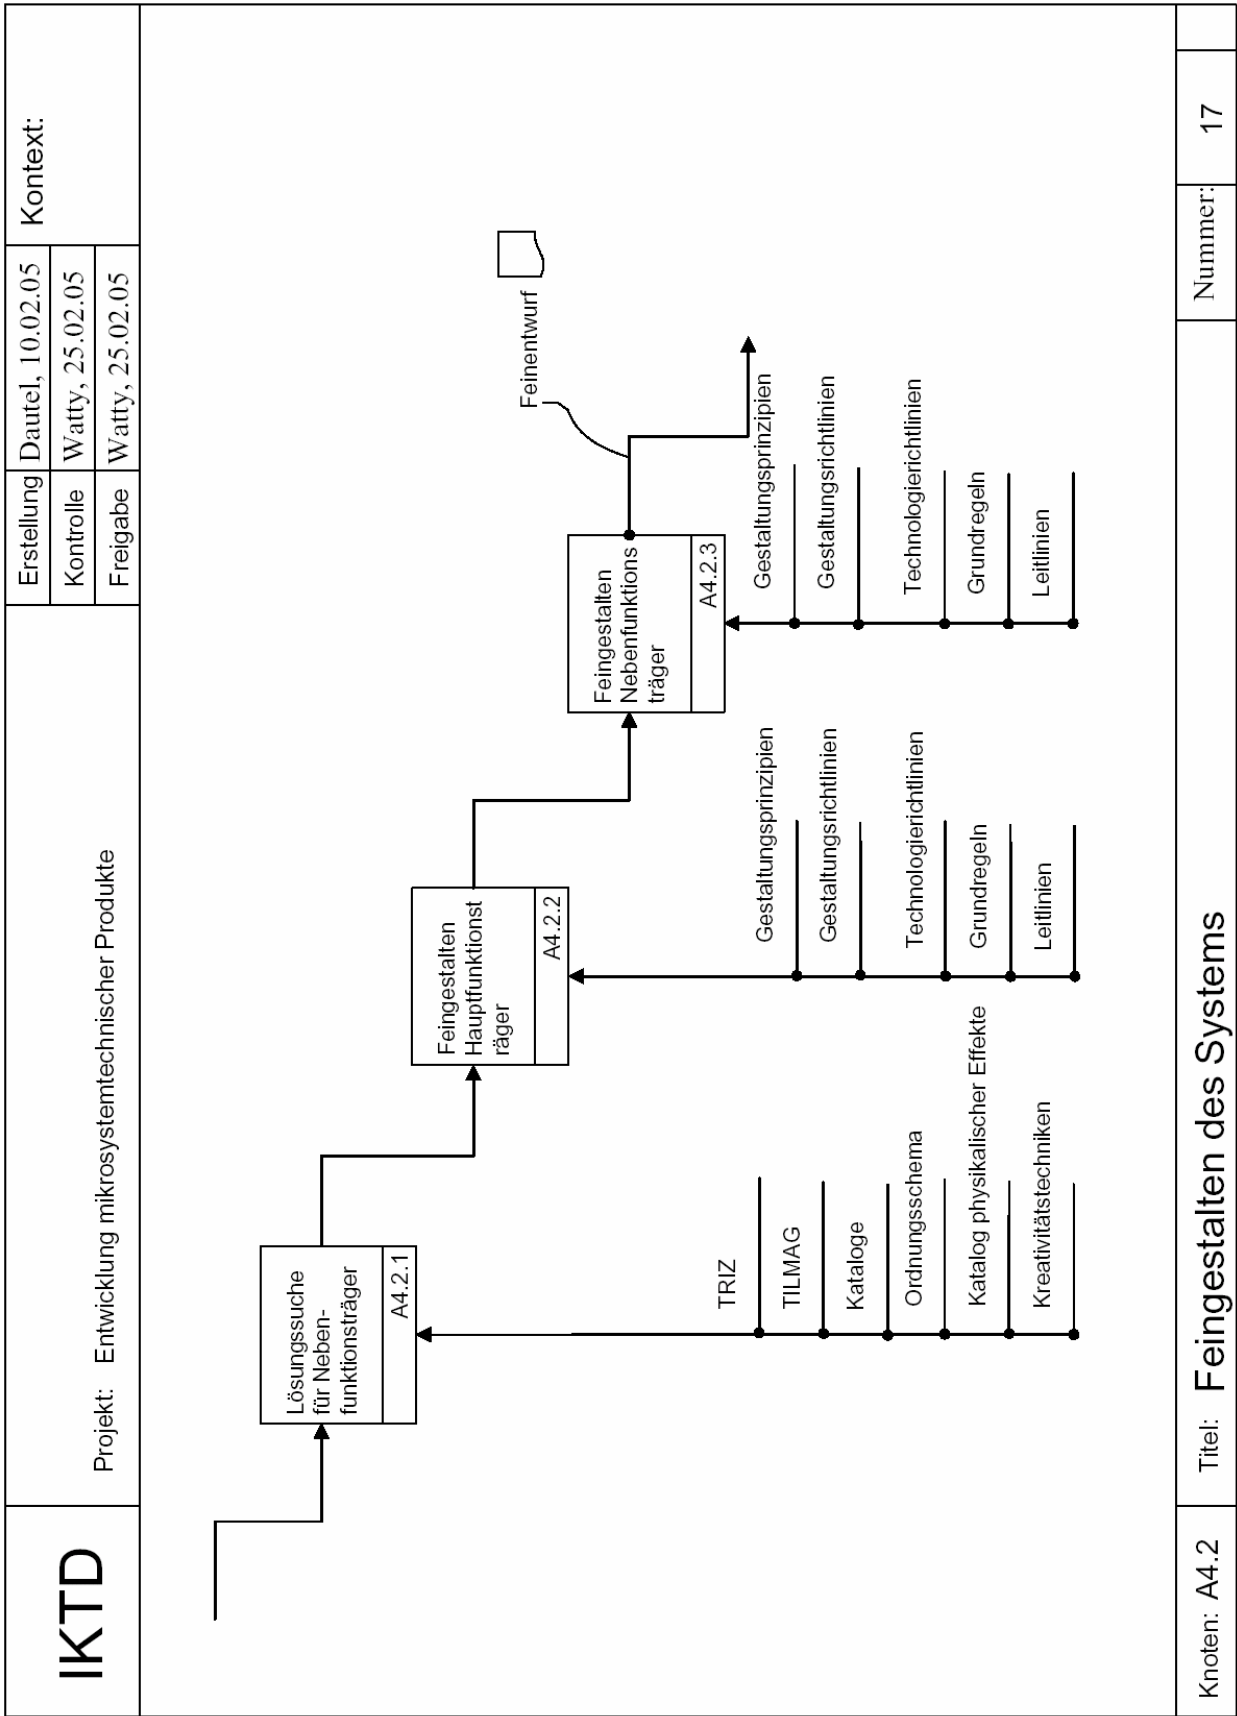 IKTD
Projekt: Entwicklung mikrosystemtechnischer Produkte
Erstellung Dautel, 10.02.05
Kontrolle Watty, 25.02.05
Freigabe Watty, 25.02.05
Kontext:
Lösungssuche
für Neben-
funktionsträger
A4.2.1
TRIZ
TILMAG
Kataloge
Ordnungsschema
Katalog physikalischer Effekte
Kreativitätstechniken
Feingestalten
Hauptfunktionst
räger
A4.2.2
Gestaltungsprinzipien
Gestaltungsrichtlinien
Technologierichtlinien
Grundregeln
Leitlinien
Feingestalten
Nebenfunktions
träger
A4.2.3
Gestaltungsprinzipien
Gestaltungsrichtlinien
Technologierichtlinien
Grundregeln
Leitlinien
Feinentwurf
Knoten: A4.2
Titel: Feingestalten des Systems
Nummer: 17